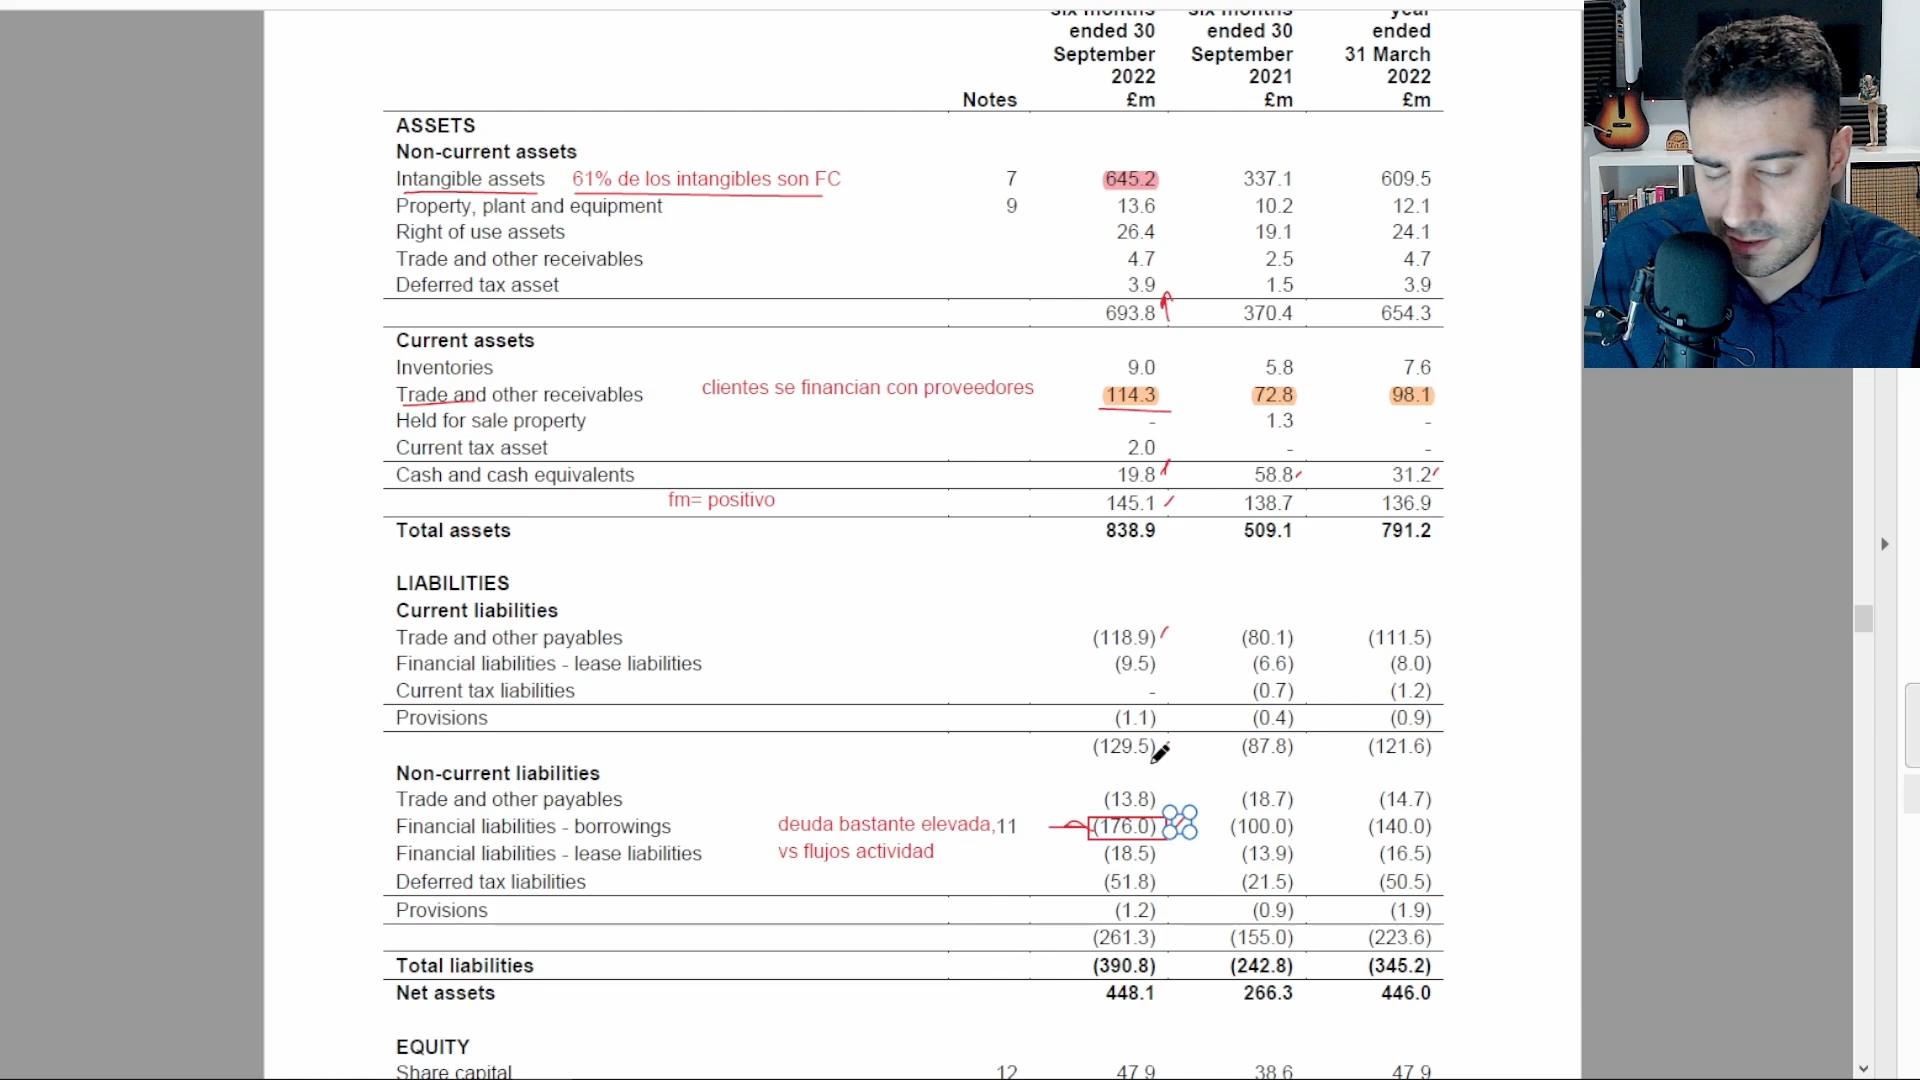 six months six months year
ended 30 ended 30 ended
September September 31 March
2022 2021 2022
Notes £m £m £m
ASSETS
Non-current assets
Intangible assets 61% de los intangibles son FC 7 645.2 337.1 609.5
Property, plant and equipment 9 13.6 10.2 12.1
Right of use assets 26.4 19.1 24.1
Trade and other receivables 4.7 2.5 4.7
Deferred tax asset 3.9 1.5 3.9
693.8 370.4 654.3
Current assets
Inventories 9.0 5.8 7.6
Trade and other receivables clientes se financian con proveedores 114.3 72.8 98.1
Held for sale property - 1.3 -
Current tax asset 2.0 - -
Cash and cash equivalents 19.8 58.8 31.2
fm= positivo 145.1 138.7 136.9
Total assets 838.9 509.1 791.2
LIABILITIES
Current liabilities
Trade and other payables (118.9) (80.1) (111.5)
Financial liabilities - lease liabilities (9.5) (6.6) (8.0)
Current tax liabilities - (0.7) (1.2)
Provisions (1.1) (0.4) (0.9)
(129.5) (87.8) (121.6)
Non-current liabilities
Trade and other payables (13.8) (18.7) (14.7)
Financial liabilities - borrowings deuda bastante elevada, 11 (176.0) (100.0) (140.0)
Financial liabilities - lease liabilities vs flujos actividad (18.5) (13.9) (16.5)
Deferred tax liabilities (51.8) (21.5) (50.5)
Provisions (1.2) (0.9) (1.9)
(261.3) (155.0) (223.6)
Total liabilities (390.8) (242.8) (345.2)
Net assets 448.1 266.3 446.0
EQUITY
Share capital 12 47.9 38.6 47.9